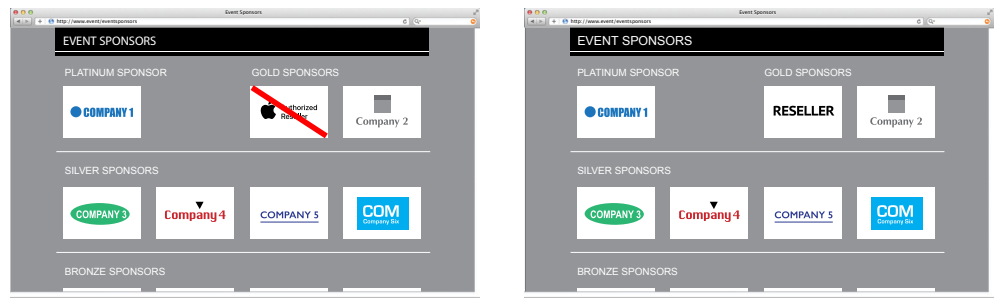 Event Sponsors
http://www.event/eventsponsors
EVENT SPONSORS
PLATINUM SPONSOR
GOLD SPONSORS
COMPANY 1
Authorized
Reseller
Company 2
SILVER SPONSORS
COMPANY 3
Company 4
COMPANY 5
COM
Company Six
BRONZE SPONSORS
Event Sponsors
http://www.event/eventsponsors
EVENT SPONSORS
PLATINUM SPONSOR
GOLD SPONSORS
COMPANY 1
RESELLER
Company 2
SILVER SPONSORS
COMPANY 3
Company 4
COMPANY 5
COM
Company Six
BRONZE SPONSORS